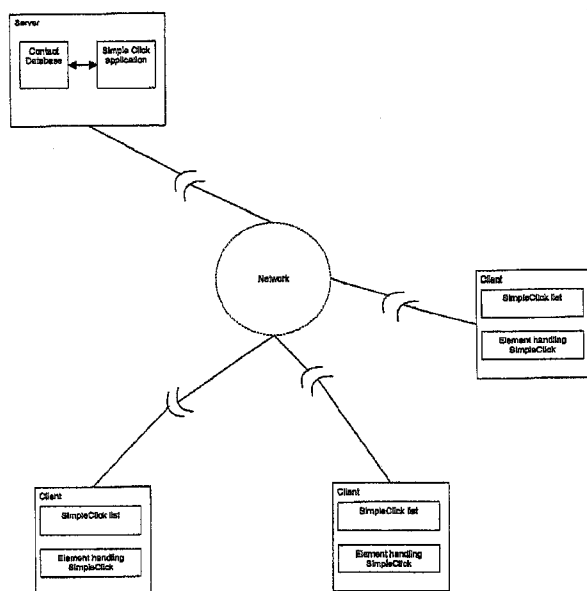 Server
Contact
Database
Simple Click
application
Network
Client
SimpleClick list
Element handling
SimpleClick
Client
SimpleClick list
Element handling
SimpleClick
Client
SimpleClick list
Element handling
SimpleClick